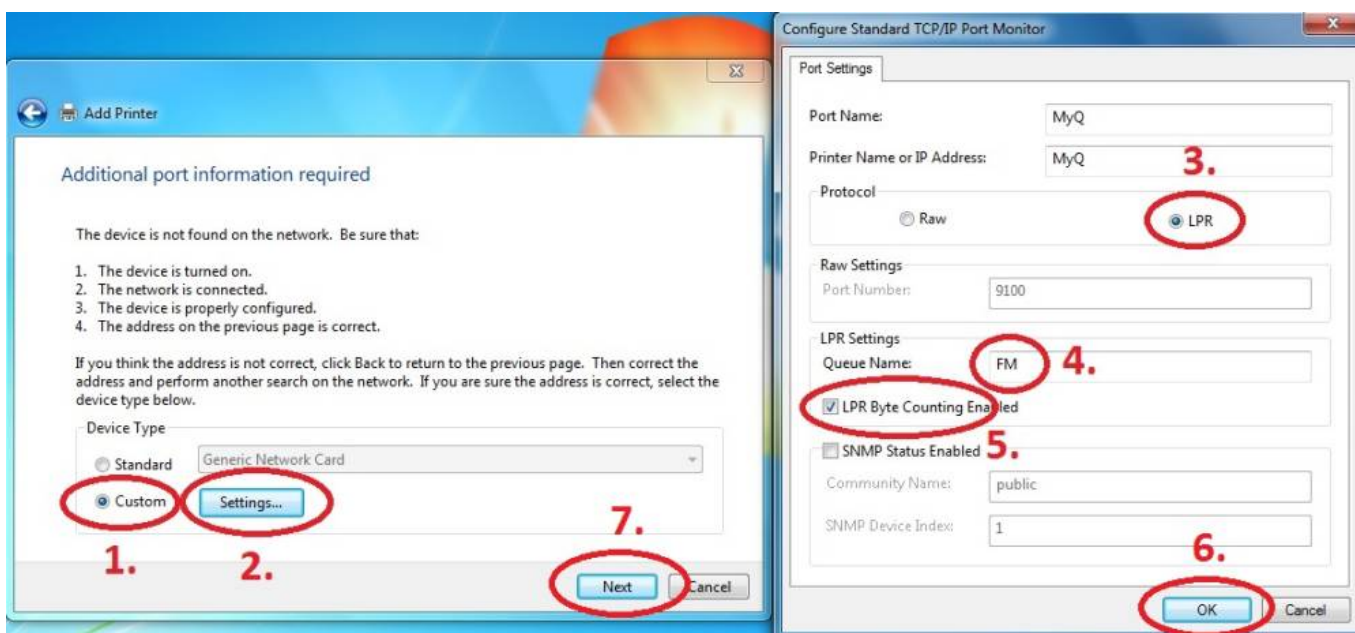 Add Printer
Additional port information required
The device is not found on the network. Be sure that:
1. The device is turned on.
2. The network is connected.
3. The device is properly configured.
4. The address on the previous page is correct.
If you think the address is not correct, click Back to return to the previous page. Then correct the
address and perform another search on the network. If you are sure the address is correct, select the
device type below.
Device Type
Standard Generic Network Card
Custom Settings...
1. 2.
7.
Next Cancel
Configure Standard TCP/IP Port Monitor
Port Settings
Port Name: MyQ
Printer Name or IP Address: MyQ
3.
Protocol
Raw LPR
Raw Settings
Port Number: 9100
LPR Settings
Queue Name: FM 4.
LPR Byte Counting Enabled
SNMP Status Enabled 5.
Community Name: public
SNMP Device Index: 1
6.
OK Cancel